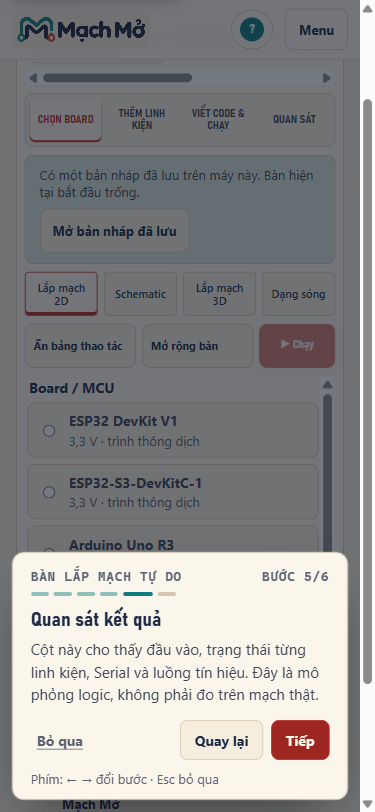 Mạch Mở
?
Menu
CHỌN BOARD
THÊM LINH
KIỆN
VIẾT CODE &
CHẠY
QUAN SÁT
Có một bản nháp đã lưu trên máy này. Bàn hiện
tại bắt đầu trống.
Mở bản nháp đã lưu
Lắp mạch
2D
Schematic
Lắp mạch
3D
Dạng sóng
Ẩn bảng thao tác
Mở rộng bàn
▶ Chạy
Board / MCU
ESP32 DevKit V1
3,3 V · trình thông dịch
ESP32-S3-DevKitC-1
3,3 V · trình thông dịch
Arduino Uno R3
BÀN LẮP MẠCH TỰ DO
BƯỚC 5/6
Quan sát kết quả
Cột này cho thấy đầu vào, trạng thái từng
linh kiện, Serial và luồng tín hiệu. Đây là mô
phỏng logic, không phải đo trên mạch thật.
Bỏ qua
Quay lại
Tiếp
Phím: ← → đổi bước · Esc bỏ qua
Mạch Mở